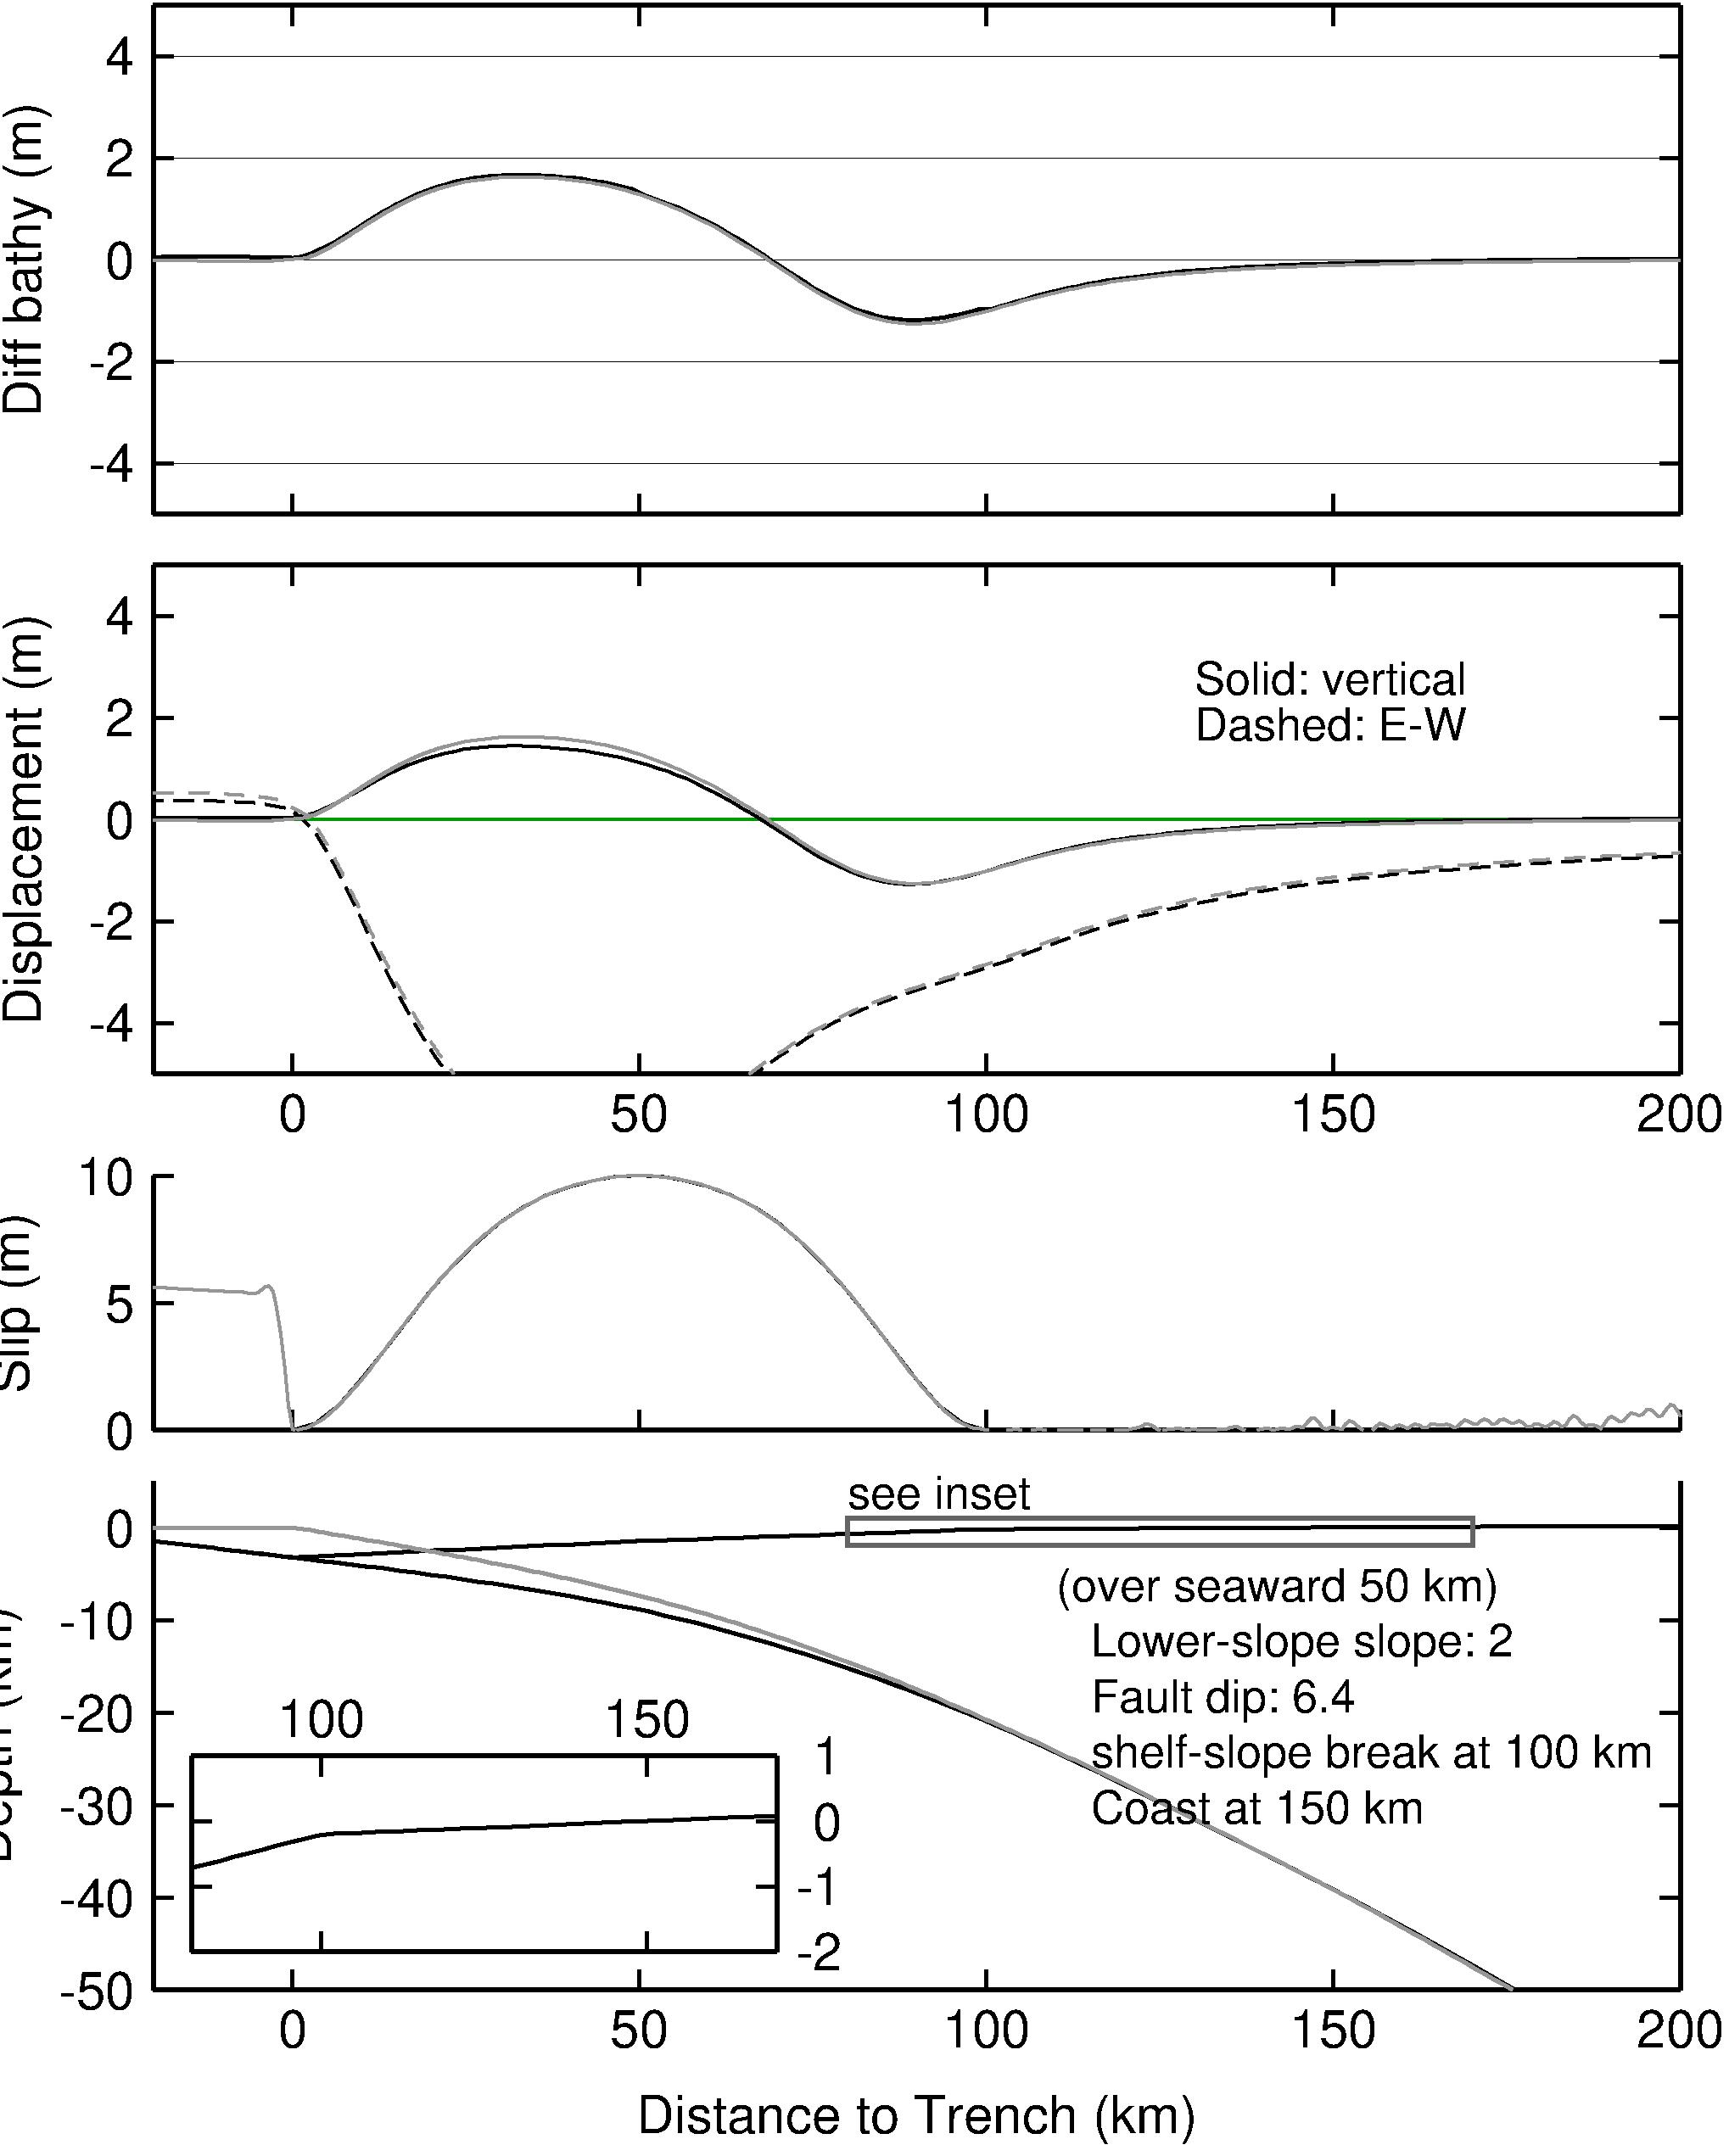 Diff bathy (m)
4
2
0
-2
-4
Displacement (m)
4
2
0
-2
-4
Solid: vertical
Dashed: E-W
0 50 100 150 200
Slip (m)
10
5
0
Depth (km)
0
-10
-20
-30
-40
-50
see inset
(over seaward 50 km)
Lower-slope slope: 2
Fault dip: 6.4
shelf-slope break at 100 km
Coast at 150 km
100 150
1
0
-1
-2
0 50 100 150 200
Distance to Trench (km)